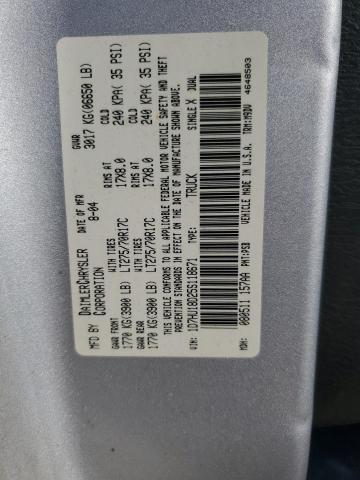 MFD BY DAIMLERCHRYSLER CORPORATION DATE OF MFR 8-04 GVWR 3017 KG(06650 LB)
GAWR FRONT WITH TIRES RIMS AT COLD
1770 KG(3900 LB) LT275/70R17C 17X8.0 240 KPA( 35 PSI)
GAWR REAR WITH TIRES RIMS AT COLD
1770 KG(3900 LB) LT275/70R17C 17X8.0 240 KPA( 35 PSI)
THIS VEHICLE CONFORMS TO ALL APPLICABLE FEDERAL MOTOR VEHICLE SAFETY AND THEFT
PREVENTION STANDARDS IN EFFECT ON THE DATE OF MANUFACTURE SHOWN ABOVE.
VIN: 1D7HU18D25S118671 TYPE: TRUCK SINGLE X DUAL
080511 157AA PNT:PS2 VEHICLE MADE IN U.S.A. TRM:M9DV
4648503